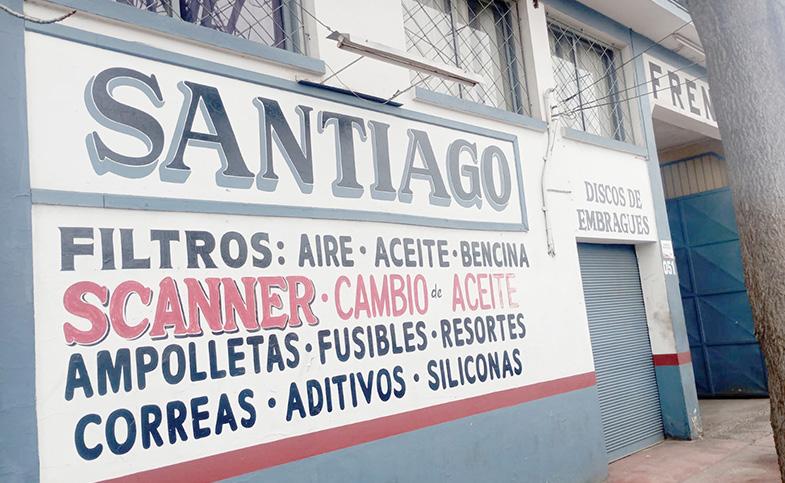 SANTIAGO
FILTROS: AIRE · ACEITE · BENCINA
SCANNER · CAMBIO de ACEITE
AMPOLLETAS · FUSIBLES · RESORTES
CORREAS · ADITIVOS · SILICONAS
DISCOS DE
EMBRAGUES
FREN
051